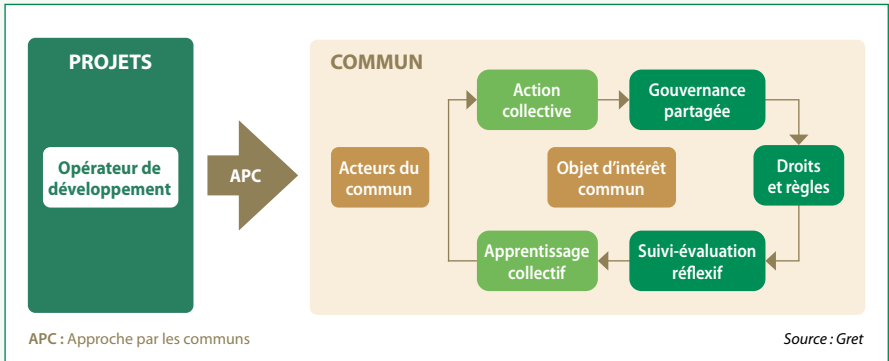 PROJETS
Opérateur de
développement
APC
COMMUN
Acteurs du
commun
Action
collective
Gouvernance
partagée
Objet d'intérêt
commun
Droits
et règles
Apprentissage
collectif
Suivi-évaluation
réflexif
APC : Approche par les communs
Source : Gret